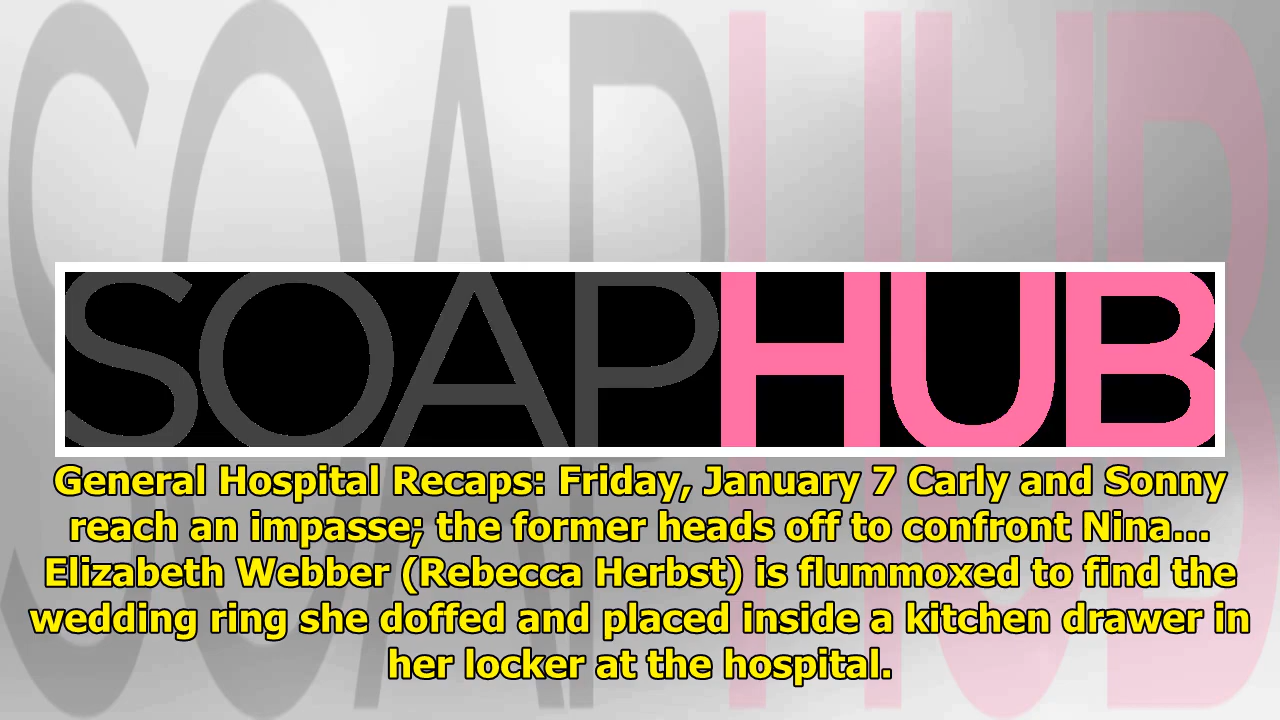 SOAPHUB
SOAPHUB
General Hospital Recaps: Friday, January 7 Carly and Sonny
reach an impasse; the former heads off to confront Nina...
Elizabeth Webber (Rebecca Herbst) is flummoxed to find the
wedding ring she doffed and placed inside a kitchen drawer in
her locker at the hospital.